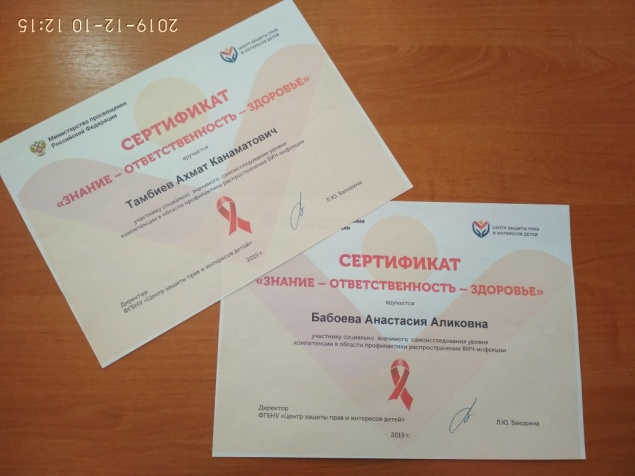 2019-12-10 12:15
Министерство просвещения
Российской Федерации
ЦЕНТР ЗАЩИТЫ ПРАВ
И ИНТЕРЕСОВ ДЕТЕЙ
СЕРТИФИКАТ
«ЗНАНИЕ – ОТВЕТСТВЕННОСТЬ – ЗДОРОВЬЕ»
вручается
Тамбиев Ахмат Канаматович
участнику социально значимого самоисследования уровня
компетенции в области профилактики распространения ВИЧ-инфекции
Директор
ФГБНУ «Центр защиты прав и интересов детей»
Л.Ю. Вакорина
2019 г.
ЦЕНТР ЗАЩИТЫ ПРАВ
И ИНТЕРЕСОВ ДЕТЕЙ
СЕРТИФИКАТ
«ЗНАНИЕ – ОТВЕТСТВЕННОСТЬ – ЗДОРОВЬЕ»
вручается
Бабоева Анастасия Аликовна
участнику социально значимого самоисследования уровня
компетенции в области профилактики распространения ВИЧ-инфекции
Директор
ФГБНУ «Центр защиты прав и интересов детей»
Л.Ю. Вакорина
2019 г.